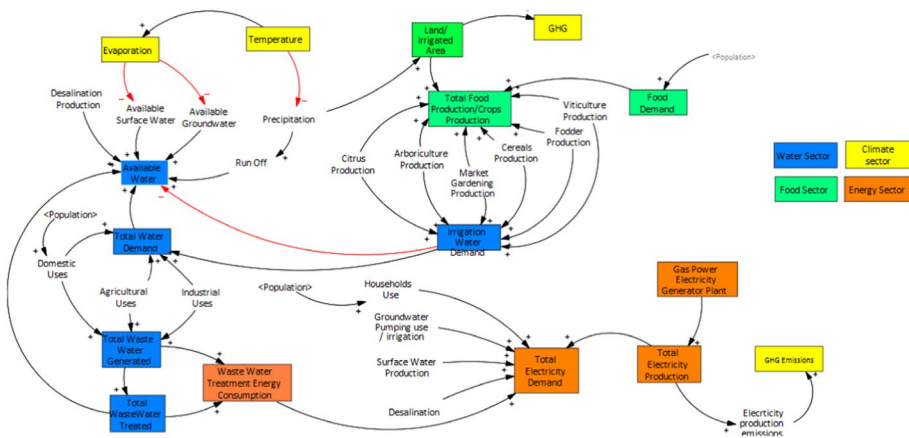 Evaporation
Temperature
Desalination
Production
Available
Surface Water
Available
Groundwater
Precipitation
Run Off
Available
Water
<Population>
Total Water
Demand
Domestic
Uses
Agricultural
Uses
Industrial
Uses
Total Waste
Water
Generated
Total
WasteWater
Treated
Waste Water
Treatment Energy
Consumption
Land/
Irrigated
Area
GHG
<Population>
Total Food
Production/Crops
Production
Food
Demand
Citrus
Production
Arboriculture
Production
Market
Gardening
Production
Cereals
Production
Viticulture
Production
Fodder
Production
Irrigation
Water
Demand
Water Sector
Climate
sector
Food Sector
Energy Sector
<Population>
Households
Use
Groundwater
Pumping use
/ irrigation
Surface Water
Production
Desalination
Total
Electricity
Demand
Gas Power
Electricity
Generator Plant
Total
Electricity
Production
GHG Emissions
Elecrticity
production
emissions